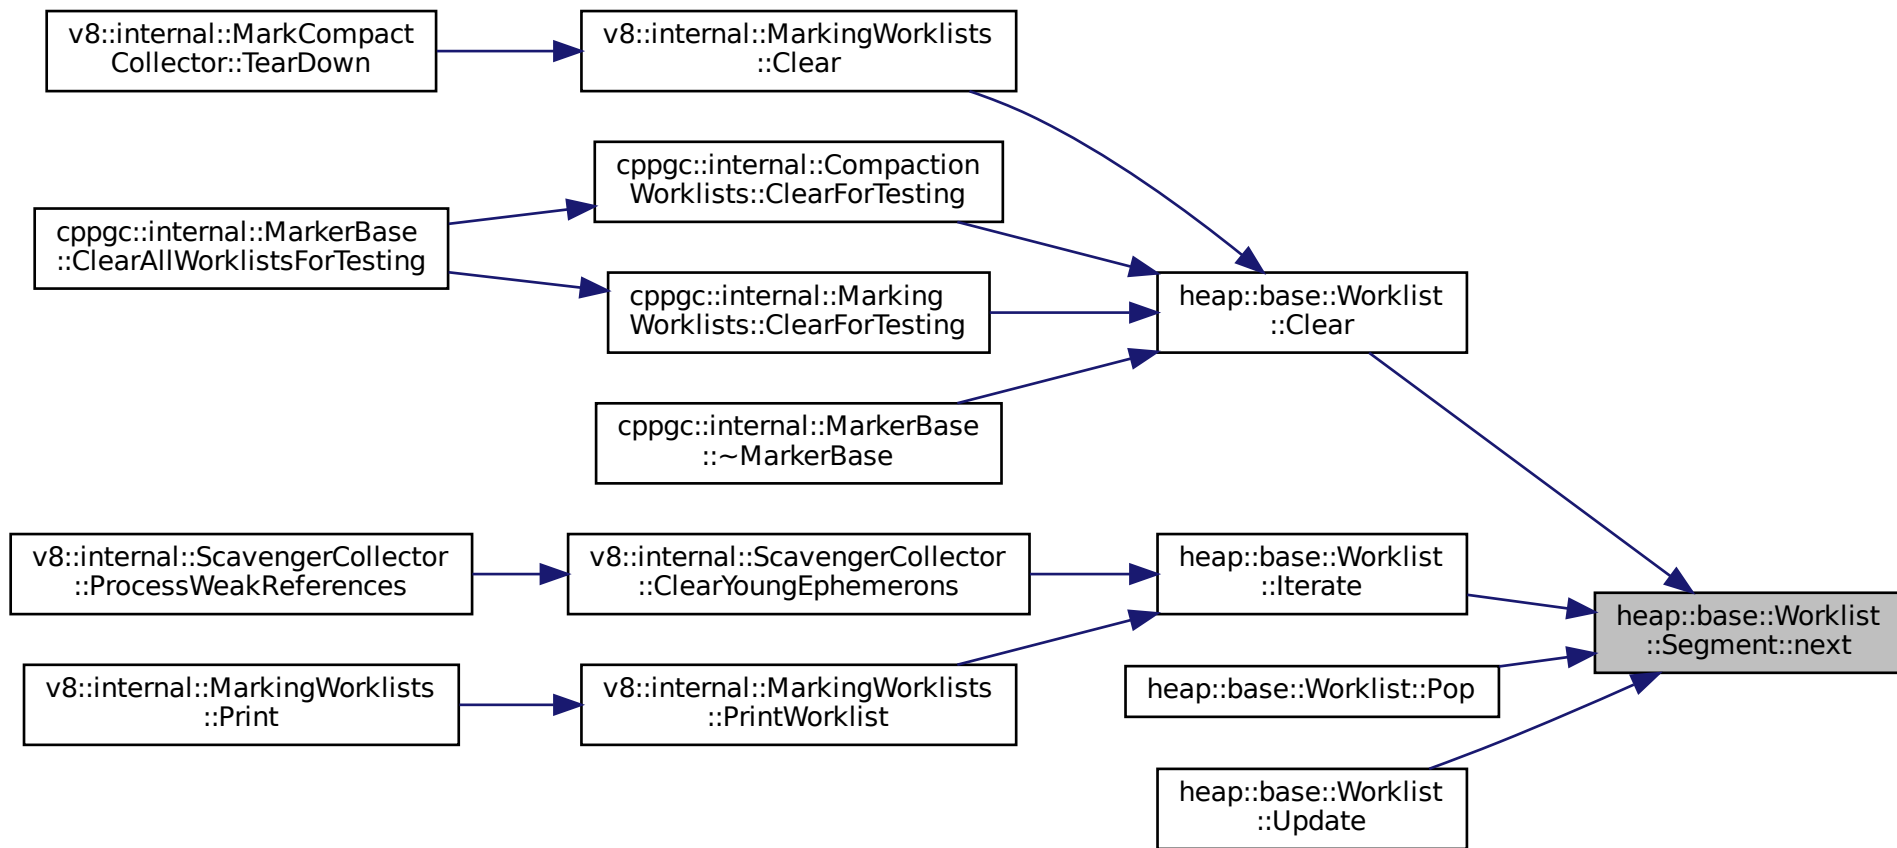 v8::internal::MarkCompact
Collector::TearDown
v8::internal::MarkingWorklists
::Clear
cppgc::internal::Compaction
Worklists::ClearForTesting
cppgc::internal::MarkerBase
::ClearAllWorklistsForTesting
cppgc::internal::Marking
Worklists::ClearForTesting
heap::base::Worklist
::Clear
cppgc::internal::MarkerBase
::~MarkerBase
v8::internal::ScavengerCollector
::ProcessWeakReferences
v8::internal::ScavengerCollector
::ClearYoungEphemerons
heap::base::Worklist
::Iterate
heap::base::Worklist
::Segment::next
v8::internal::MarkingWorklists
::Print
v8::internal::MarkingWorklists
::PrintWorklist
heap::base::Worklist::Pop
heap::base::Worklist
::Update